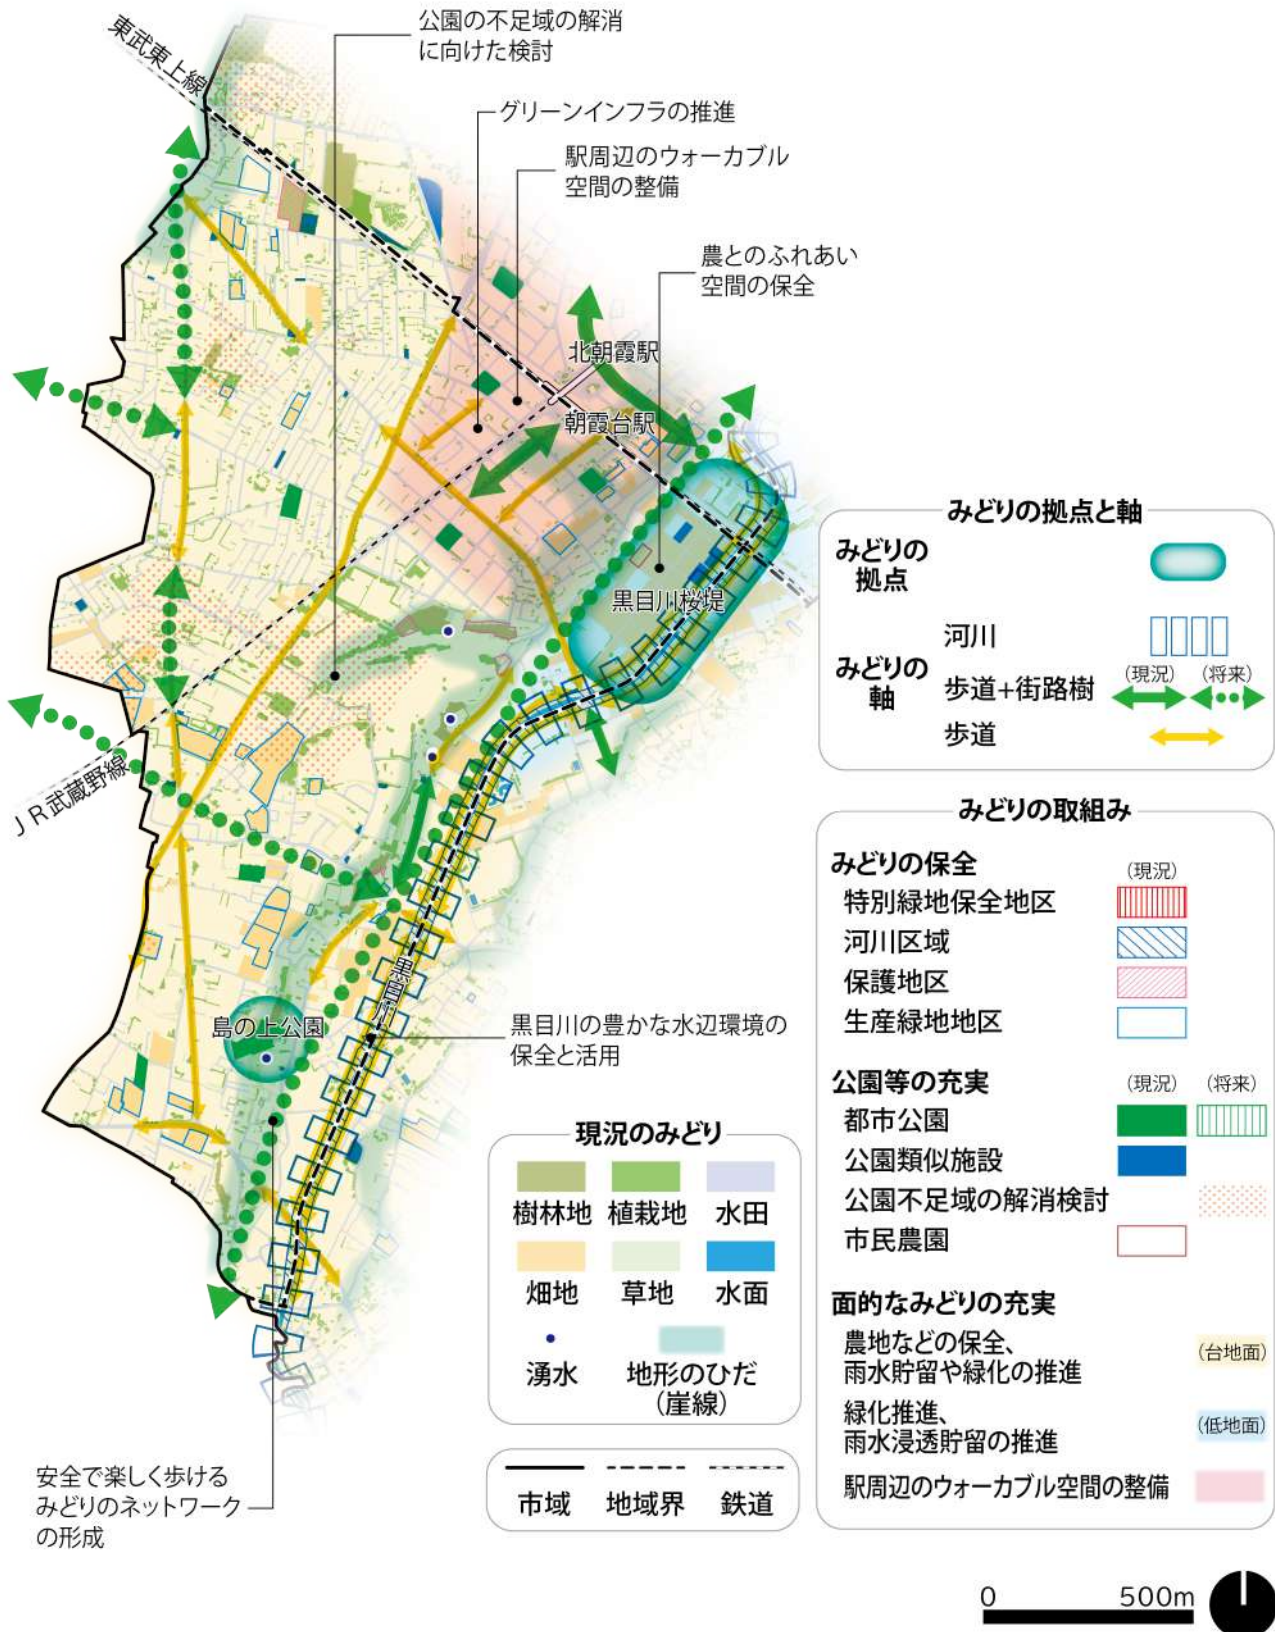 公園の不足域の解消
に向けた検討
東武東上線
グリーンインフラの推進
駅周辺のウォーカブル
空間の整備
農とのふれあい
空間の保全
北朝霞駅
朝霞台駅
黒目川桜堤
JR武蔵野線
黒目川
島の上公園
黒目川の豊かな水辺環境の
保全と活用
安全で楽しく歩ける
みどりのネットワーク
の形成
みどりの拠点と軸
みどりの
拠点
みどりの
軸
河川
歩道+街路樹
(現況)
(将来)
歩道
みどりの取組み
みどりの保全
(現況)
特別緑地保全地区
河川区域
保護地区
生産緑地地区
公園等の充実
(現況)
(将来)
都市公園
公園類似施設
公園不足域の解消検討
市民農園
面的なみどりの充実
農地などの保全、
雨水貯留や緑化の推進
(台地面)
緑化推進、
雨水浸透貯留の推進
(低地面)
駅周辺のウォーカブル空間の整備
現況のみどり
樹林地 植栽地 水田
畑地 草地 水面
湧水 地形のひだ
(崖線)
市域 地域界 鉄道
0 500m